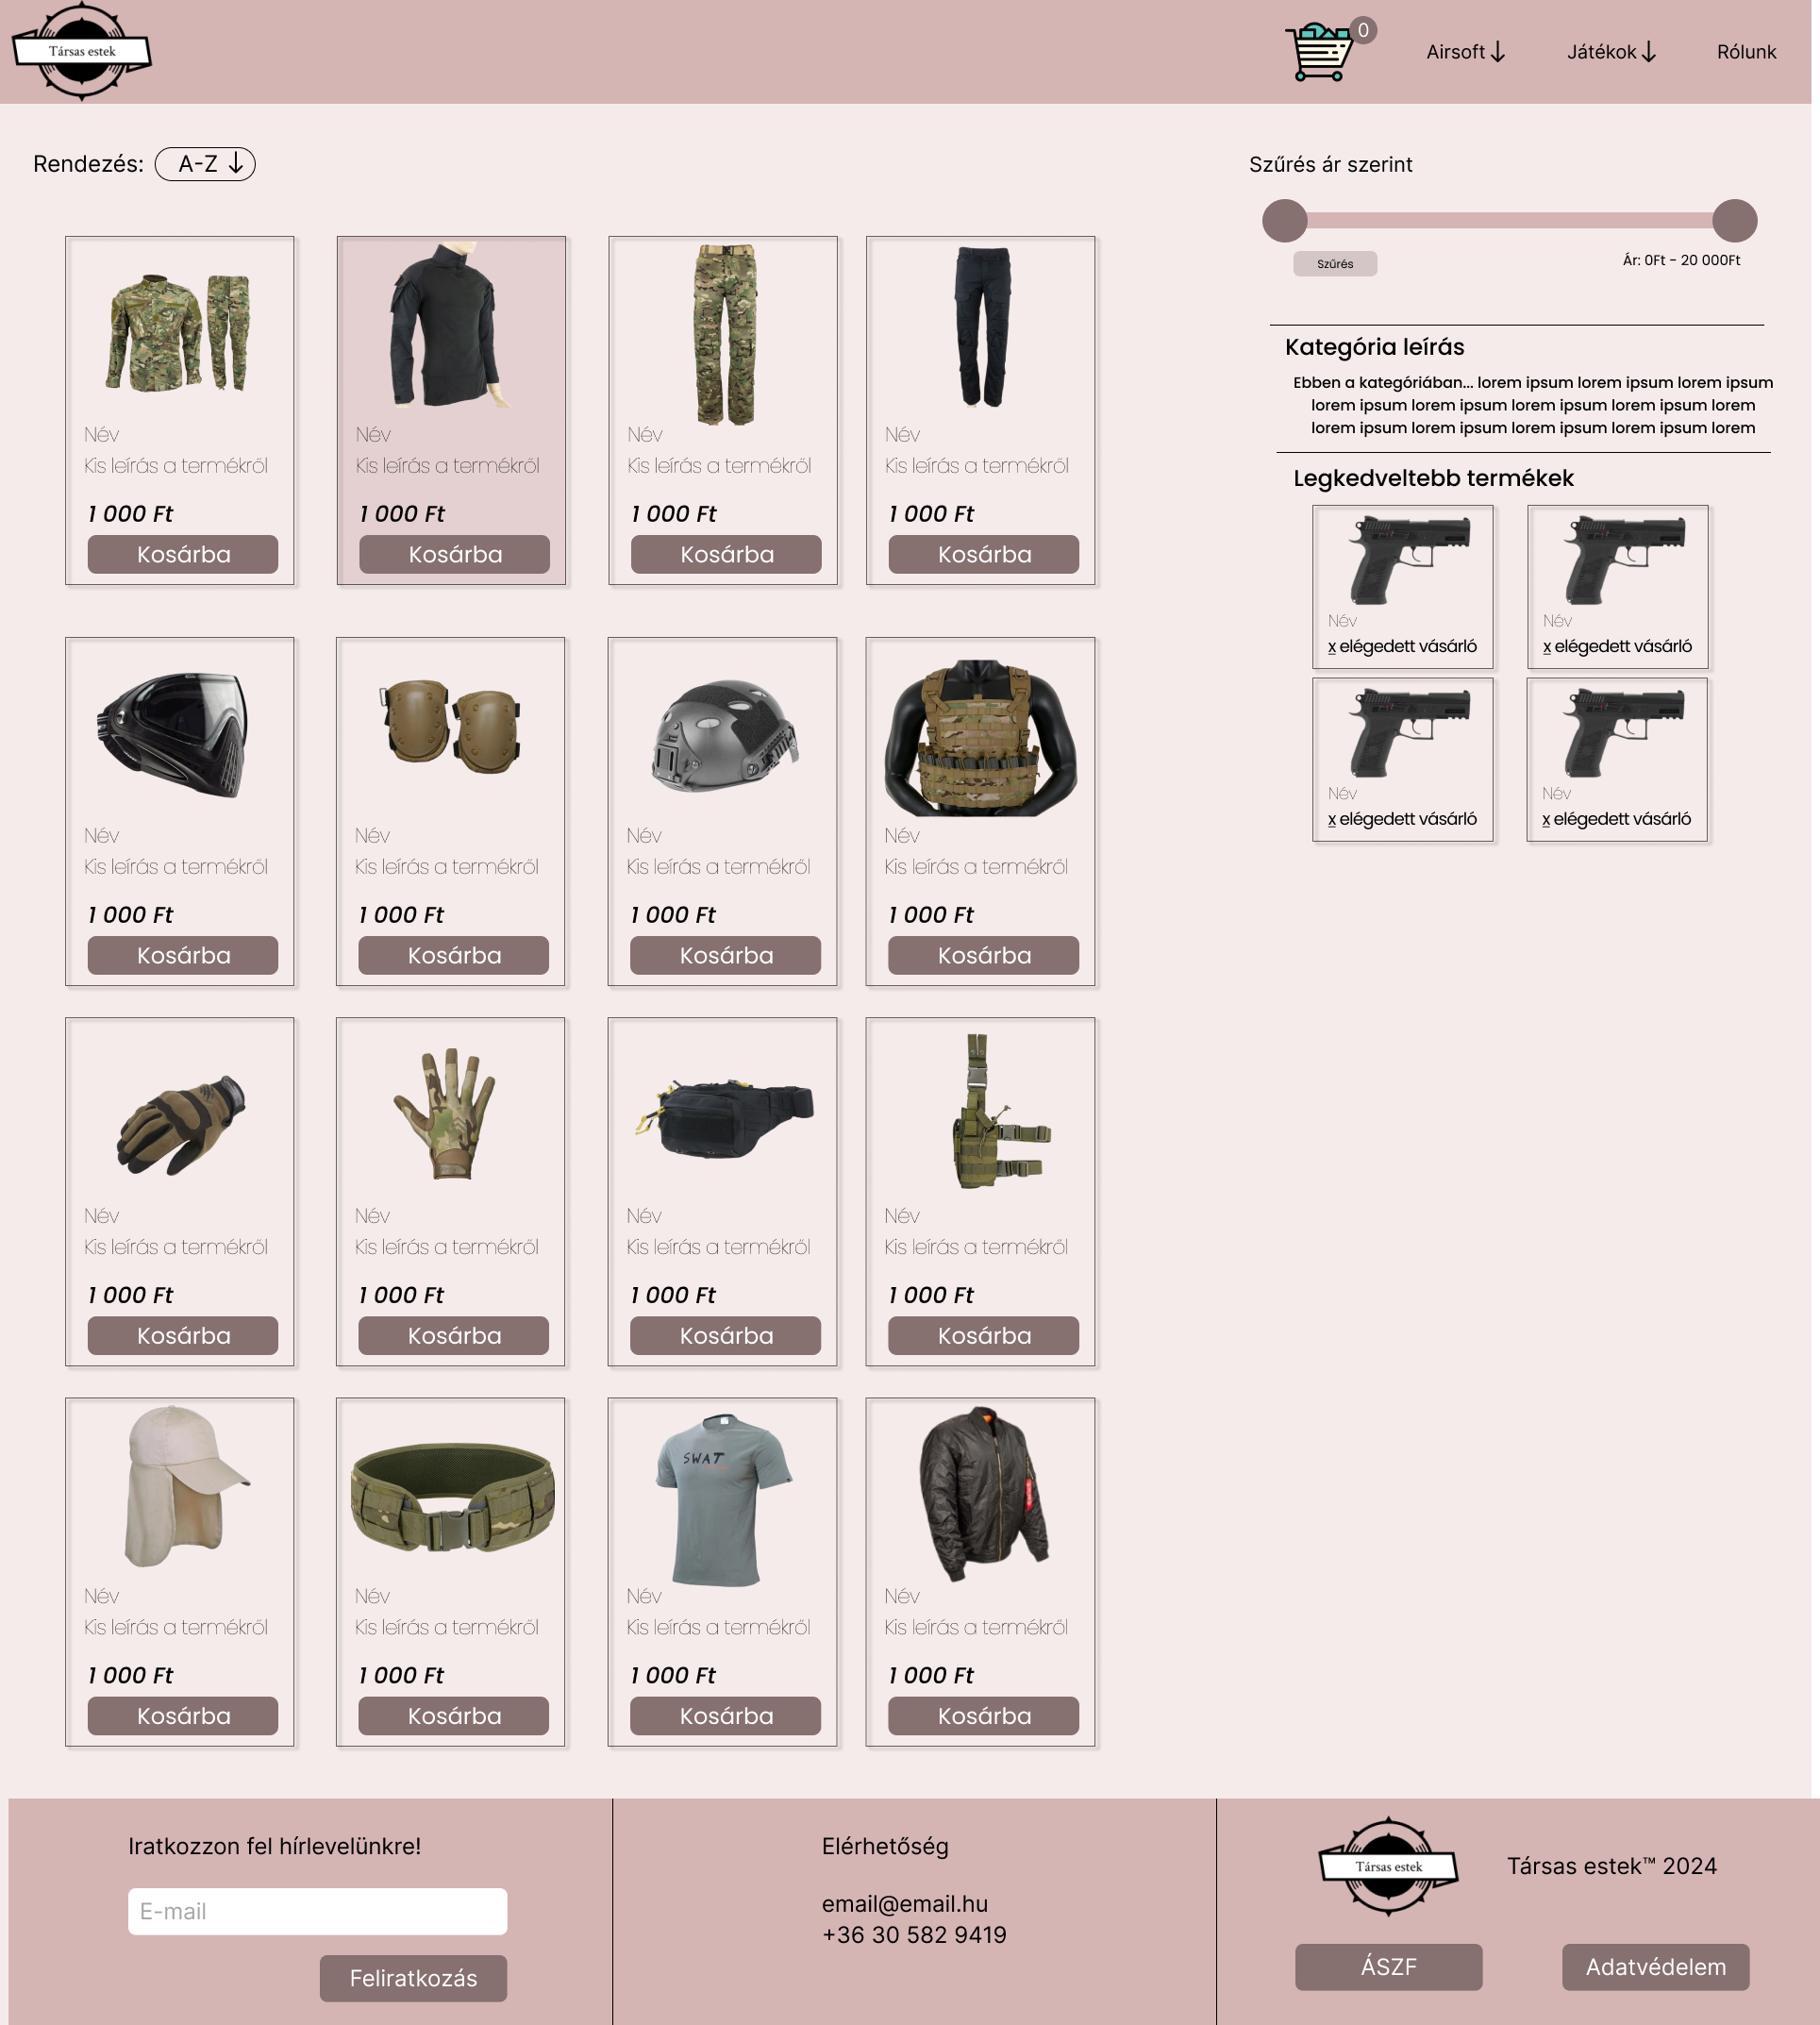 Társas estek
0
Airsoft
Játékok
Rólunk
Rendezés:
A-Z
Szűrés ár szerint
Szűrés
Ár: 0Ft - 20 000Ft
Kategória leírás
Ebben a kategóriában... lorem ipsum lorem ipsum lorem ipsum
lorem ipsum lorem ipsum lorem ipsum lorem ipsum lorem
lorem ipsum lorem ipsum lorem ipsum lorem ipsum lorem
Legkedveltebb termékek
Név
x elégedett vásárló
Név
x elégedett vásárló
Név
x elégedett vásárló
Név
x elégedett vásárló
Név
Kis leírás a termékről
1 000 Ft
Kosárba
Név
Kis leírás a termékről
1 000 Ft
Kosárba
Név
Kis leírás a termékről
1 000 Ft
Kosárba
Név
Kis leírás a termékről
1 000 Ft
Kosárba
Név
Kis leírás a termékről
1 000 Ft
Kosárba
Név
Kis leírás a termékről
1 000 Ft
Kosárba
Név
Kis leírás a termékről
1 000 Ft
Kosárba
Név
Kis leírás a termékről
1 000 Ft
Kosárba
Név
Kis leírás a termékről
1 000 Ft
Kosárba
Név
Kis leírás a termékről
1 000 Ft
Kosárba
Név
Kis leírás a termékről
1 000 Ft
Kosárba
Név
Kis leírás a termékről
1 000 Ft
Kosárba
Név
Kis leírás a termékről
1 000 Ft
Kosárba
Név
Kis leírás a termékről
1 000 Ft
Kosárba
SWAT
Név
Kis leírás a termékről
1 000 Ft
Kosárba
Név
Kis leírás a termékről
1 000 Ft
Kosárba
Iratkozzon fel hírlevelünkre!
E-mail
Feliratkozás
Elérhetőség
email@email.hu
+36 30 582 9419
Társas estek
Társas estek™ 2024
ÁSZF
Adatvédelem